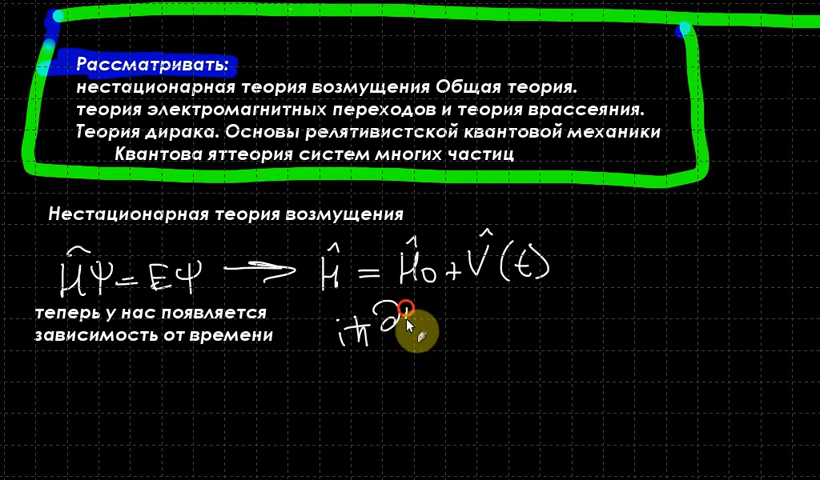 Рассматривать:
нестационарная теория возмущения Общая теория.
теория электромагнитных переходов и теория врассеяния.
Теория дирака. Основы релятивистской квантовой механики
Квантова яттеория систем многих частиц
Нестационарная теория возмущения
ĤΨ = EΨ → Ĥ = Ĥ₀ + V̂(t)
теперь у нас появляется
зависимость от времени
iħ∂